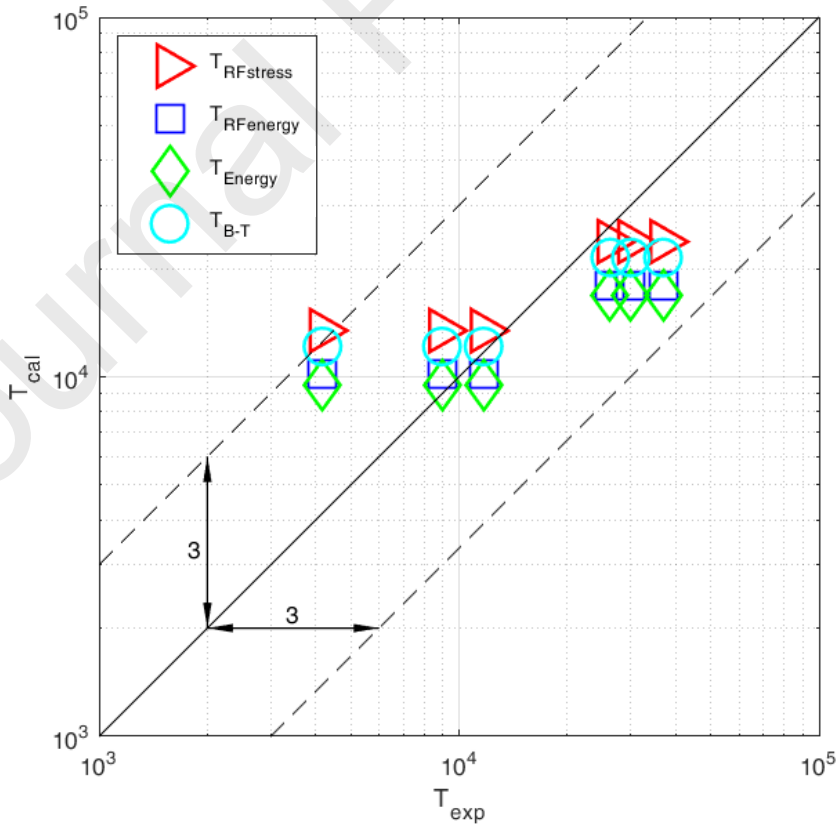 10^5
T_RFstress
T_RFenergy
T_Energy
T_B-T
T_cal
10^4
3
3
10^3
10^3
10^4
10^5
T_exp
Journal P